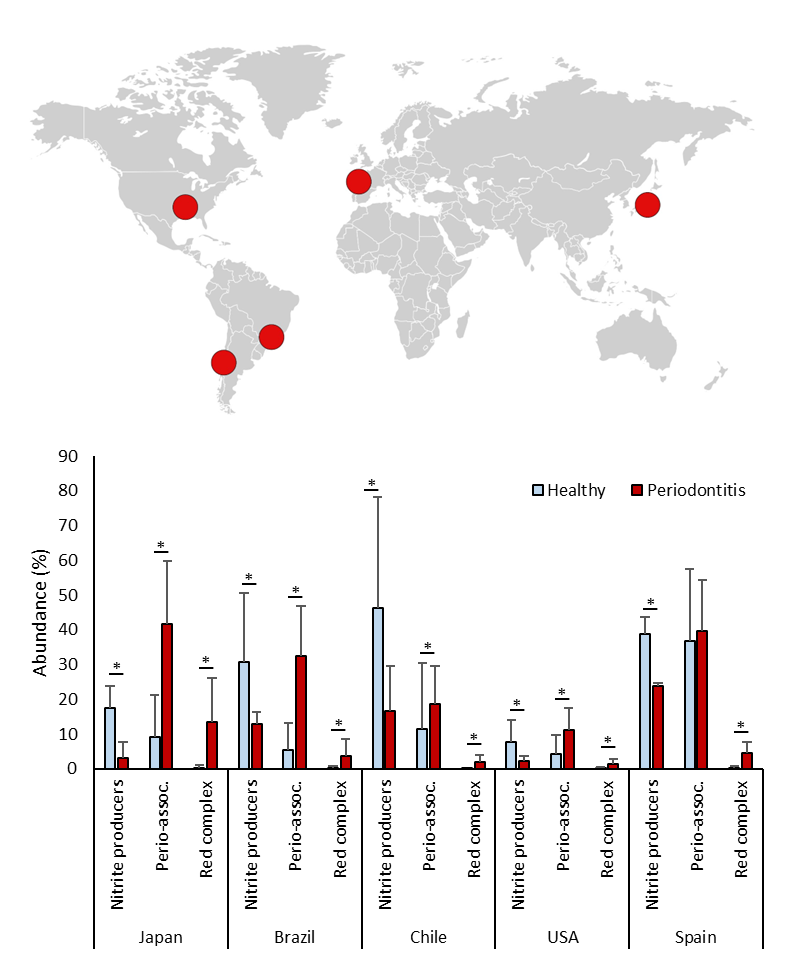 90
80
70
60
50
40
30
20
10
0
Abundance (%)
Healthy
Periodontitis
*
*
*
*
*
*
*
*
*
*
*
*
*
*
Nitrite producers
Perio-assoc.
Red complex
Nitrite producers
Perio-assoc.
Red complex
Nitrite producers
Perio-assoc.
Red complex
Nitrite producers
Perio-assoc.
Red complex
Nitrite producers
Perio-assoc.
Red complex
Japan
Brazil
Chile
USA
Spain